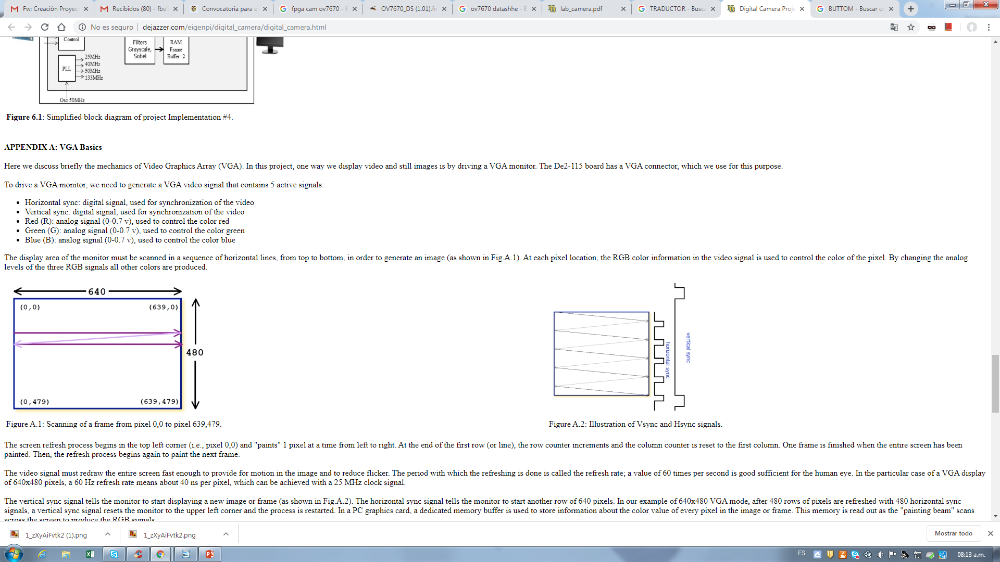 Fw: Creación Proyec
Recibidos (80) - fbel
Convocatoria para e
fpga cam ov7670 - B
OV7670_DS (1.01).fm
ov7670 datashhe - B
lab_camera.pdf
TRADUCTOR - Busca
Digital Camera Proje
BUTTOM - Buscar co
No es seguro | dejazzer.com/eigenpi/digital_camera/digital_camera.html
Control
Filters
Grayscale,
Sobel
RAM
Frame
Buffer 2
PLL
25MHz
40MHz
50MHz
133MHz
Osc 50MHz
Figure 6.1: Simplified block diagram of project Implementation #4.
APPENDIX A: VGA Basics
Here we discuss briefly the mechanics of Video Graphics Array (VGA). In this project, one way we display video and still images is by driving a VGA monitor. The De2-115 board has a VGA connector, which we use for this purpose.
To drive a VGA monitor, we need to generate a VGA video signal that contains 5 active signals:
• Horizontal sync: digital signal, used for synchronization of the video
• Vertical sync: digital signal, used for synchronization of the video
• Red (R): analog signal (0-0.7 v), used to control the color red
• Green (G): analog signal (0-0.7 v), used to control the color green
• Blue (B): analog signal (0-0.7 v), used to control the color blue
The display area of the monitor must be scanned in a sequence of horizontal lines, from top to bottom, in order to generate an image (as shown in Fig.A.1). At each pixel location, the RGB color information in the video signal is used to control the color of the pixel. By changing the analog
levels of the three RGB signals all other colors are produced.
640
(0,0)
(639,0)
480
(0,479)
(639,479)
horizontal sync
vertical sync
Figure A.1: Scanning of a frame from pixel 0,0 to pixel 639,479.
Figure A.2: Illustration of Vsync and Hsync signals.
The screen refresh process begins in the top left corner (i.e., pixel 0,0) and "paints" 1 pixel at a time from left to right. At the end of the first row (or line), the row counter increments and the column counter is reset to the first column. One frame is finished when the entire screen has been
painted. Then, the refresh process begins again to paint the next frame.
The video signal must redraw the entire screen fast enough to provide for motion in the image and to reduce flicker. The period with which the refreshing is done is called the refresh rate; a value of 60 times per second is good sufficient for the human eye. In the particular case of a VGA display
of 640x480 pixels, a 60 Hz refresh rate means about 40 ns per pixel, which can be achieved with a 25 MHz clock signal.
The vertical sync signal tells the monitor to start displaying a new image or frame (as shown in Fig.A.2). The horizontal sync signal tells the monitor to start another row of 640 pixels. In our example of 640x480 VGA mode, after 480 rows of pixels are refreshed with 480 horizontal sync
signals, a vertical sync signal resets the monitor to the upper left corner and the process is restarted. In a PC graphics card, a dedicated memory buffer is used to store information about the color value of every pixel in the image or frame. This memory is read out as the "painting beam" scans
across the screen to produce the RGB signals.
1_zXyAiFvtk2 (1).png
1_zXyAiFvtk2.png
Mostrar todo
ES
08:13 a.m.